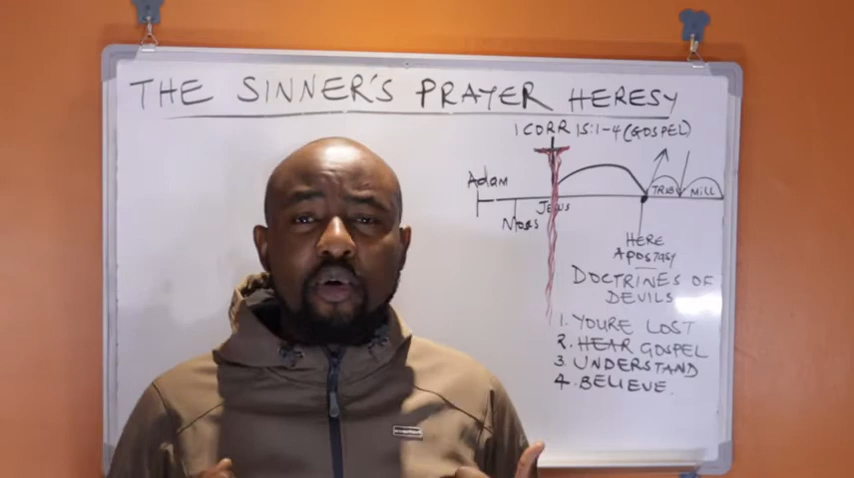 THE SINNER'S PRAYER HERESY
1 CORR 15:1-4 (GOSPEL)
Adam
TRIB
MILL
JEWS
Moses
HERE
APOSTASY
DOCTRINES OF
DEVILS
1. YOURE LOST
2. HEAR GOSPEL
3. UNDERSTAND
4. BELIEVE.